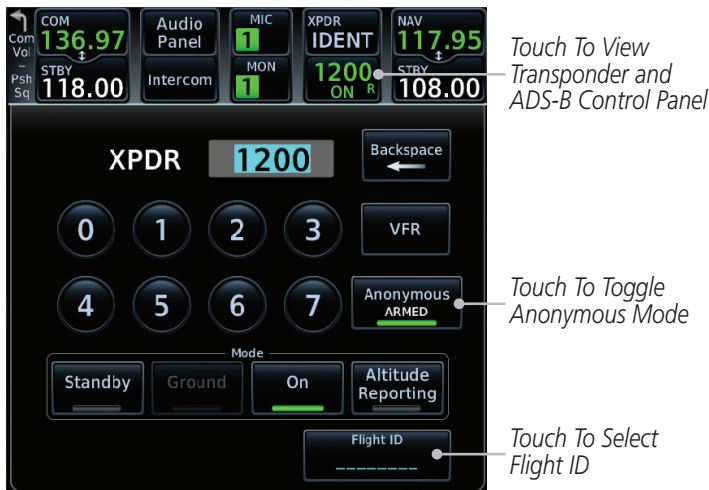 Com
Vol
–
Psh
Sq
COM
136.97
STBY
118.00
Audio
Panel
Intercom
MIC
1
MON
1
XPDR
IDENT
1200
ON R
NAV
117.95
STBY
108.00
Touch To View
Transponder and
ADS-B Control Panel
XPDR 1200 Backspace
0 1 2 3 VFR
4 5 6 7 Anonymous
ARMED
Touch To Toggle
Anonymous Mode
Mode
Standby Ground On Altitude
Reporting
Flight ID
________
Touch To Select
Flight ID